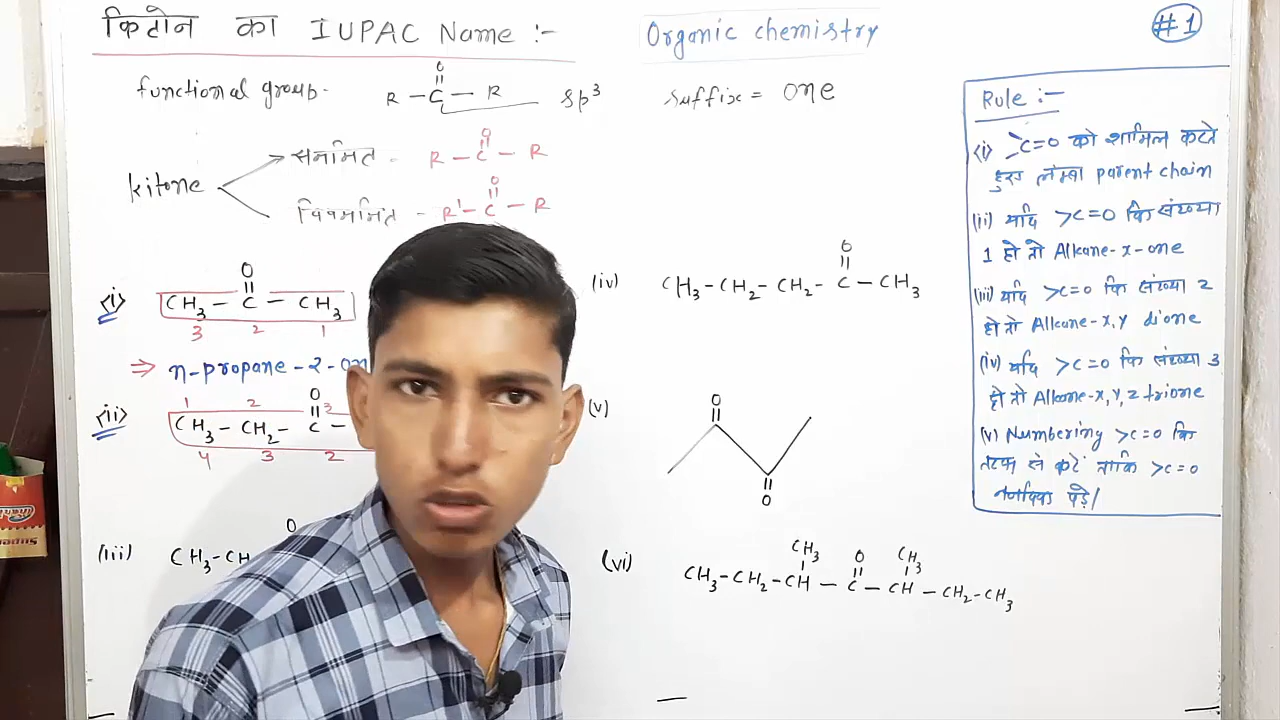 किटोन का IUPAC Name :-
Organic chemistry
#1
functional group-
O
R - C - R
sp³
suffix = one
kitone
समामित -
O
R - C - R
विषममित -
O
R' - C - R
(i)
O
CH₃ - C - CH₃
3 2 1
⇒ n-propane-2-on
(ii)
1 2 3
O
CH₃ - CH₂ - C -
4 3 2
(iii)
O
CH₃-CH
(iv)
O
CH₃-CH₂-CH₂-C-CH₃
(v)
O
O
(vi)
CH₃ O CH₃
CH₃-CH₂-CH-C-CH-CH₂-CH₃
Rule :-
(i) >C=O को शामिल करते
हुए लम्बा parent chain
(ii) यदि >C=O कि संख्या
1 हो तो Alkane-x-one
(iii) यदि >C=O कि संख्या 2
हो तो Alkane-x,y dione
(iv) यदि >C=O कि संख्या 3
हो तो Alkane-x,y,z trione
(v) Numbering >C=O कि
तरफ से करें ताकि >C=O
पड़े।